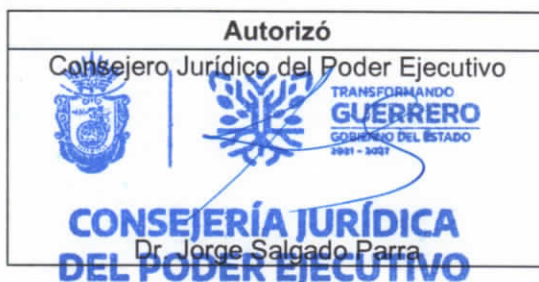 Autorizó
Consejero Jurídico del Poder Ejecutivo
TRANSFORMANDO
GUERRERO
GOBIERNO DEL ESTADO
2021 - 2027
CONSEJERÍA JURÍDICA
Dr. Jorge Salgado Parra
DEL PODER EJECUTIVO